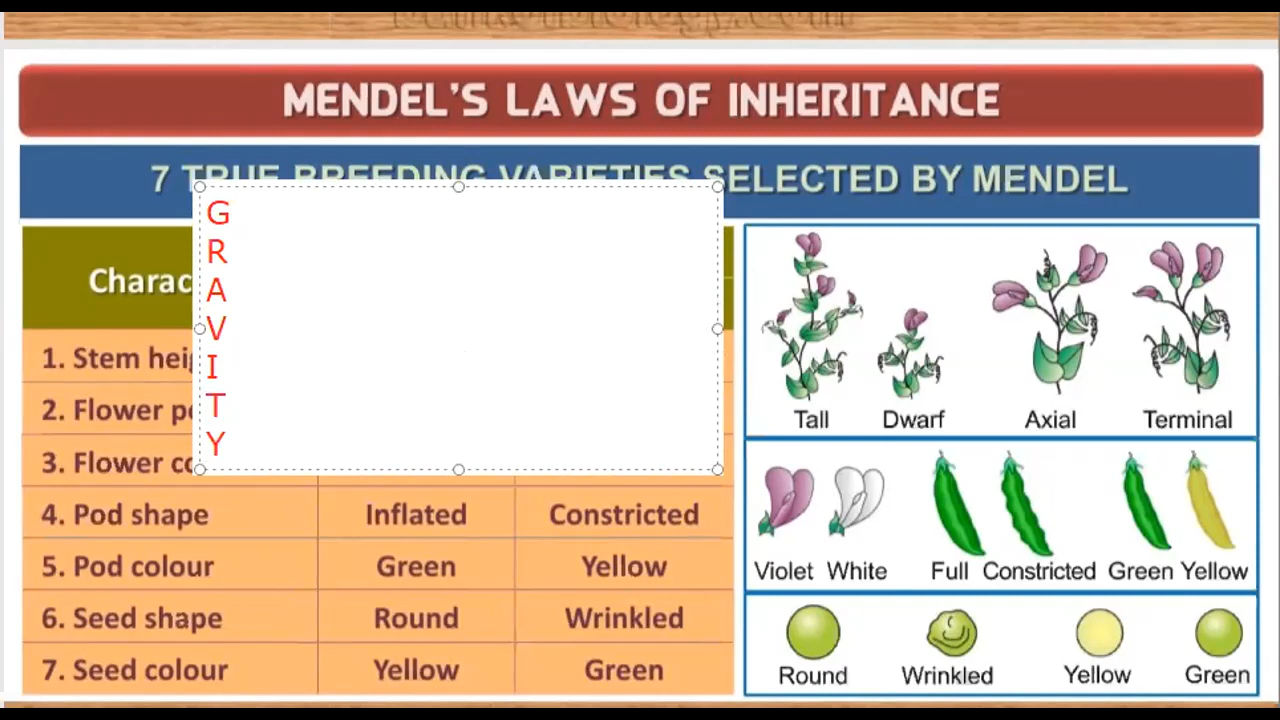 MENDEL'S LAWS OF INHERITANCE
7 TRUE BREEDING VARIETIES SELECTED BY MENDEL
G
R
A
V
I
T
Y
Charac
1. Stem heig
2. Flower po
3. Flower co
4. Pod shape Inflated Constricted
5. Pod colour Green Yellow
6. Seed shape Round Wrinkled
7. Seed colour Yellow Green
Tall Dwarf Axial Terminal
Violet White Full Constricted Green Yellow
Round Wrinkled Yellow Green